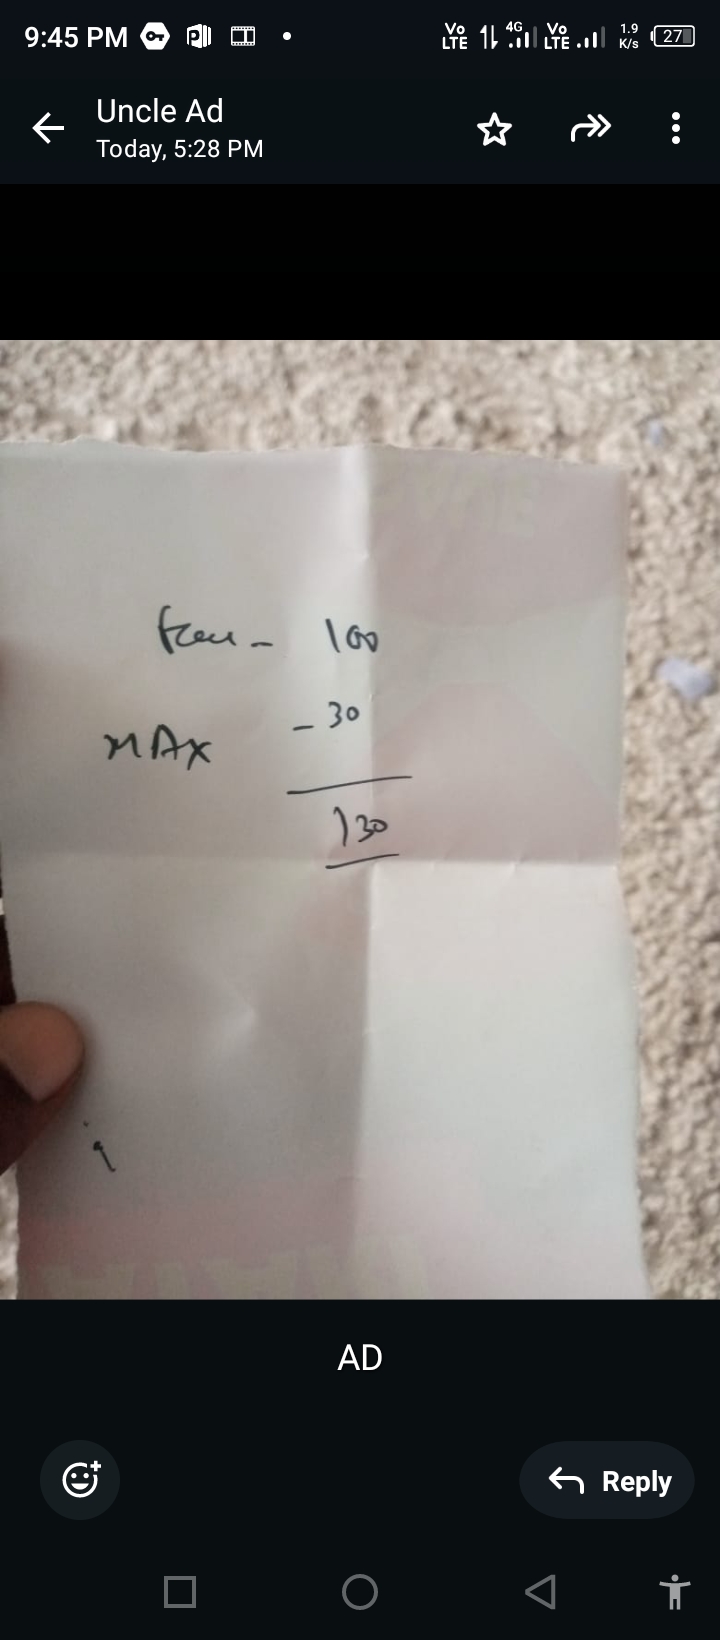 9:45 PM
Vo LTE 4G Vo LTE 1.9 K/s 27
Uncle Ad
Today, 5:28 PM
- 100
MAX - 30
130
AD
Reply